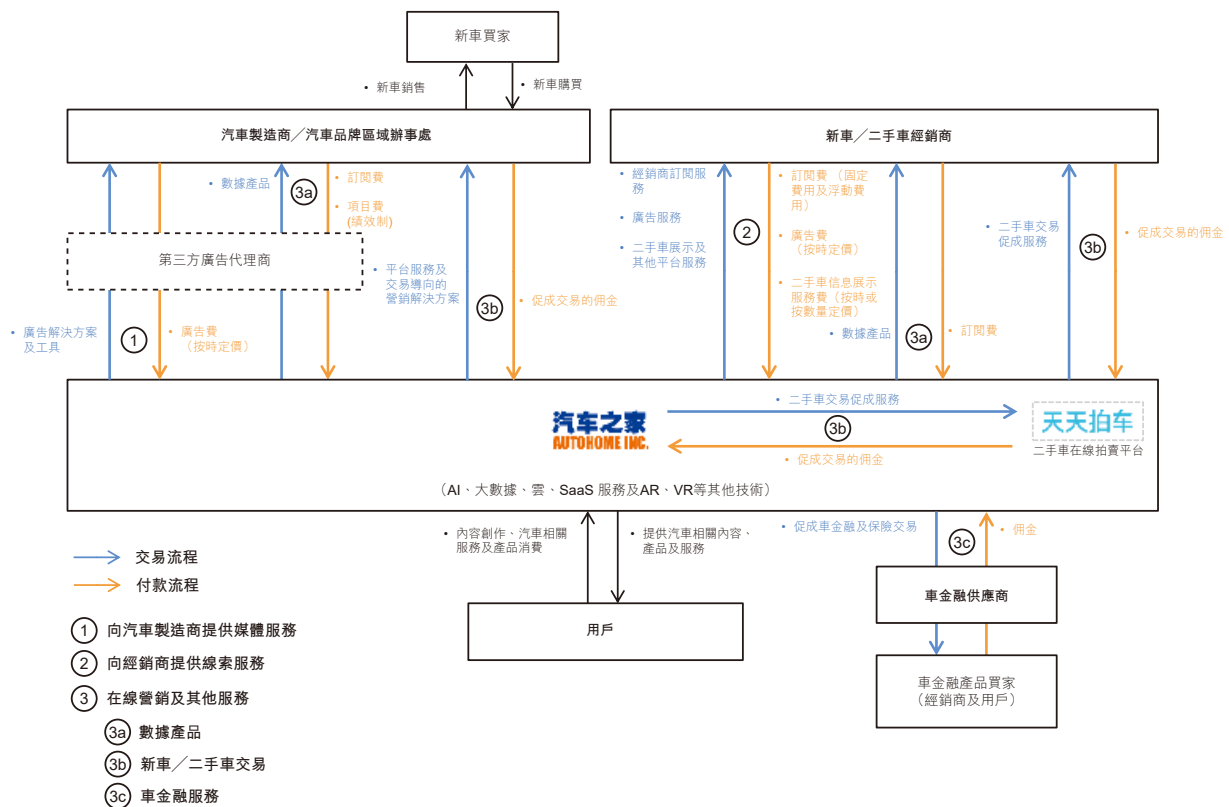 新車買家
• 新車銷售
• 新車購買
汽車製造商／汽車品牌區域辦事處
新車／二手車經銷商
• 數據產品
3a
• 訂閱費
• 項目費
(績效制)
第三方廣告代理商
• 平台服務及
交易導向的
營銷解決方案
3b
• 促成交易的佣金
• 廣告解決方案
及工具
1
• 廣告費
（按時定價）
• 經銷商訂閱服
務
• 廣告服務
• 二手車展示及
其他平台服務
2
• 訂閱費 （固定
費用及浮動費
用）
• 廣告費
（按時定價）
• 二手車信息展示
服務費（按時或
按數量定價）
• 數據產品
3a
• 訂閱費
• 二手車交易
促成服務
3b
• 促成交易的佣金
汽车之家
AUTOHOME INC.
• 二手車交易促成服務
3b
• 促成交易的佣金
天天拍车
二手車在線拍賣平台
（AI、大數據、雲、SaaS 服務及AR、VR等其他技術）
• 內容創作、汽車相關
服務及產品消費
• 提供汽車相關內容、
產品及服務
• 促成車金融及保險交易
3c
• 佣金
用戶
車金融供應商
車金融產品買家
（經銷商及用戶）
交易流程
付款流程
1 向汽車製造商提供媒體服務
2 向經銷商提供線索服務
3 在線營銷及其他服務
3a 數據產品
3b 新車／二手車交易
3c 車金融服務